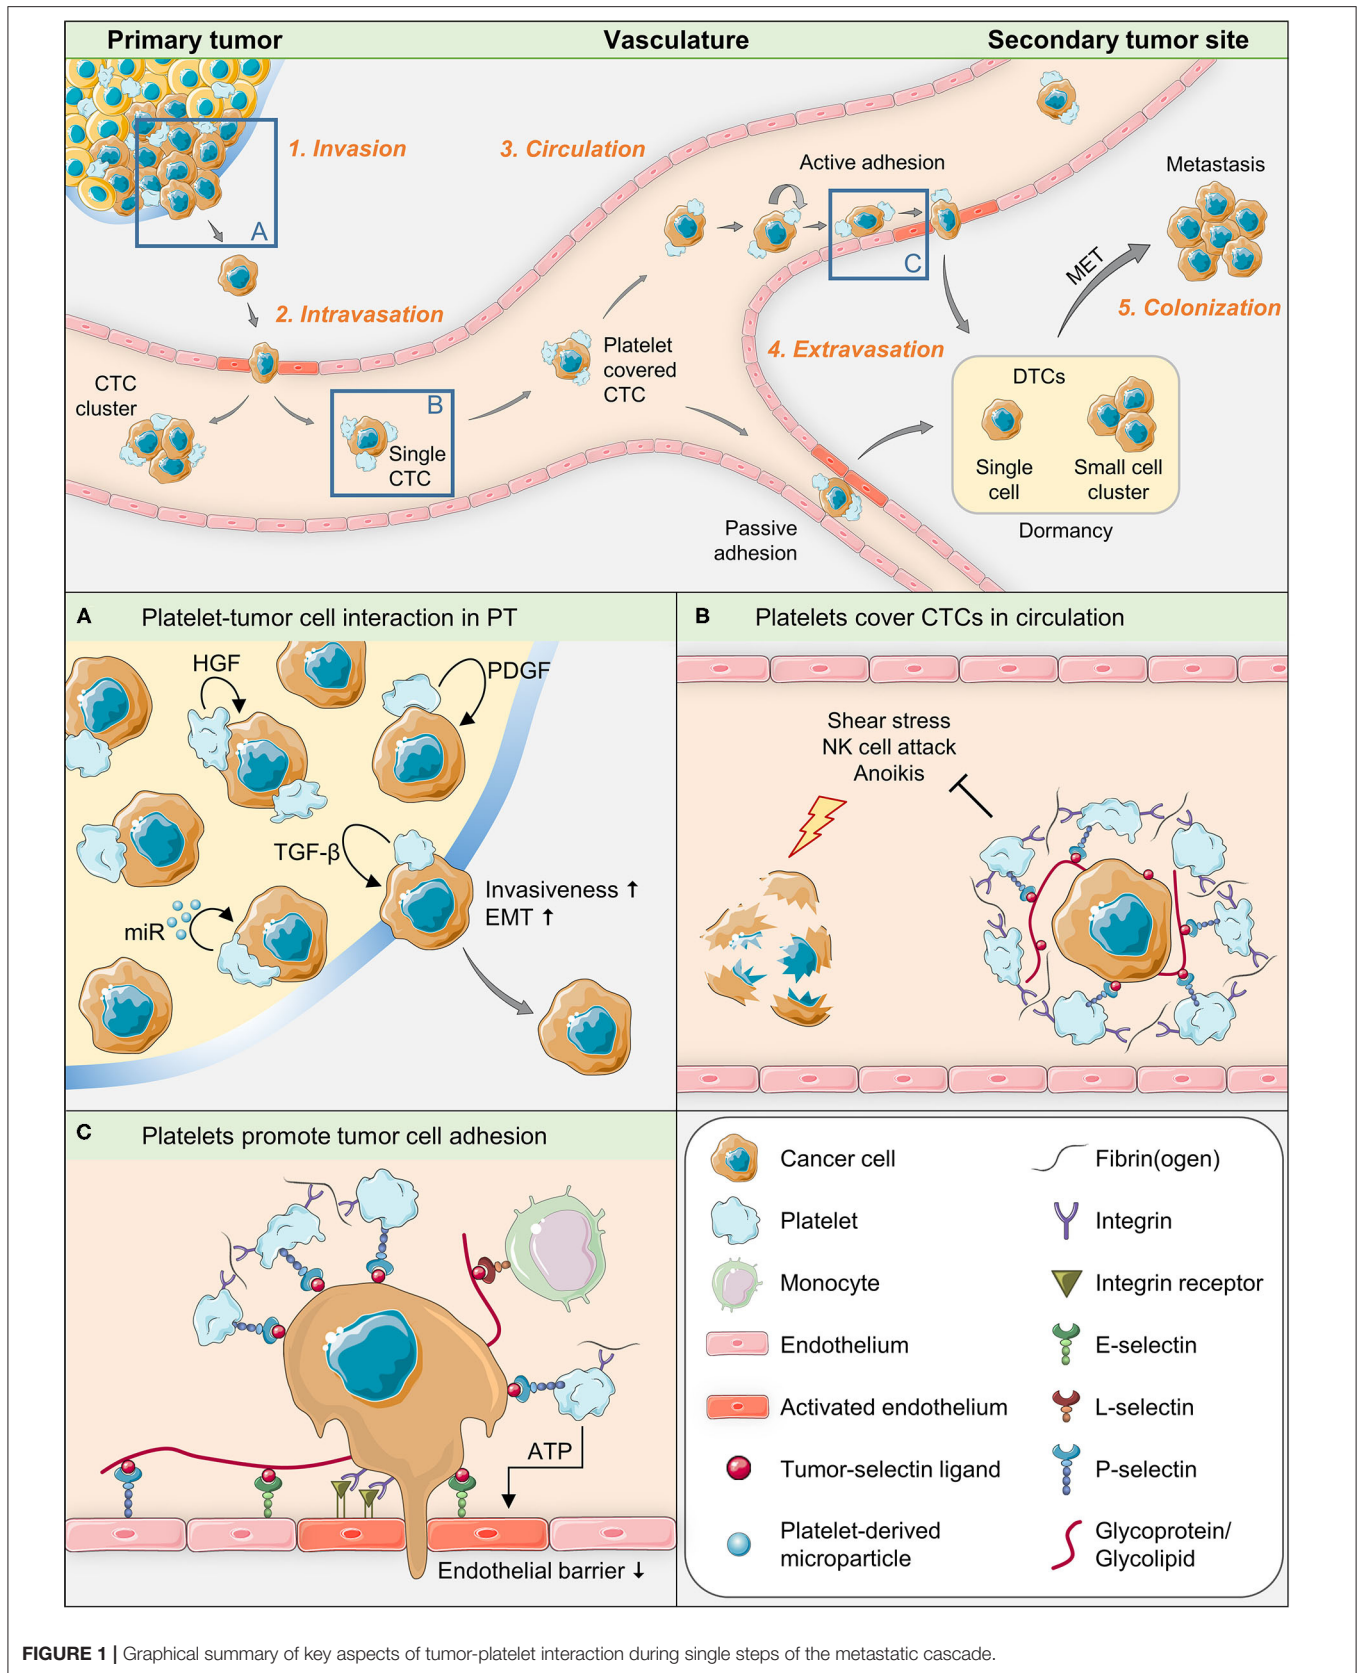 Primary tumor
Vasculature
Secondary tumor site
1. Invasion
3. Circulation
Active adhesion
Metastasis
A
C
MET
2. Intravasation
5. Colonization
4. Extravasation
Platelet
covered
CTC
CTC
cluster
B
Single
CTC
DTCs
Single
cell
Small cell
cluster
Passive
adhesion
Dormancy
A Platelet-tumor cell interaction in PT
HGF
PDGF
TGF-β
Invasiveness ↑
EMT ↑
miR
B Platelets cover CTCs in circulation
Shear stress
NK cell attack
Anoikis
C Platelets promote tumor cell adhesion
ATP
Endothelial barrier ↓
Cancer cell
Platelet
Monocyte
Endothelium
Activated endothelium
Tumor-selectin ligand
Platelet-derived
microparticle
Fibrin(ogen)
Integrin
Integrin receptor
E-selectin
L-selectin
P-selectin
Glycoprotein/
Glycolipid
FIGURE 1 | Graphical summary of key aspects of tumor-platelet interaction during single steps of the metastatic cascade.